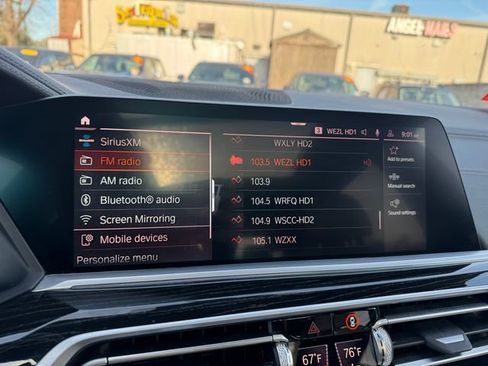 ANGEL NAILS
S WEZL HD1
9:01
SiriusXM
FM radio
AM radio
Bluetooth® audio
Screen Mirroring
Mobile devices
Personalize menu
WXLY HD2
103.5 WEZL HD1
103.9
104.5 WRFQ HD1
104.9 WSCC-HD2
105.1 WZXX
Add to presets
Manual search
Sound settings
67°F
76°F